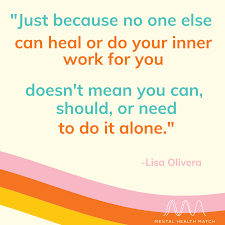 "Just because no one else
can heal or do your inner
work for you
doesn't mean you can,
should, or need
to do it alone."
-Lisa Olivera
MENTAL HEALTH MATCH